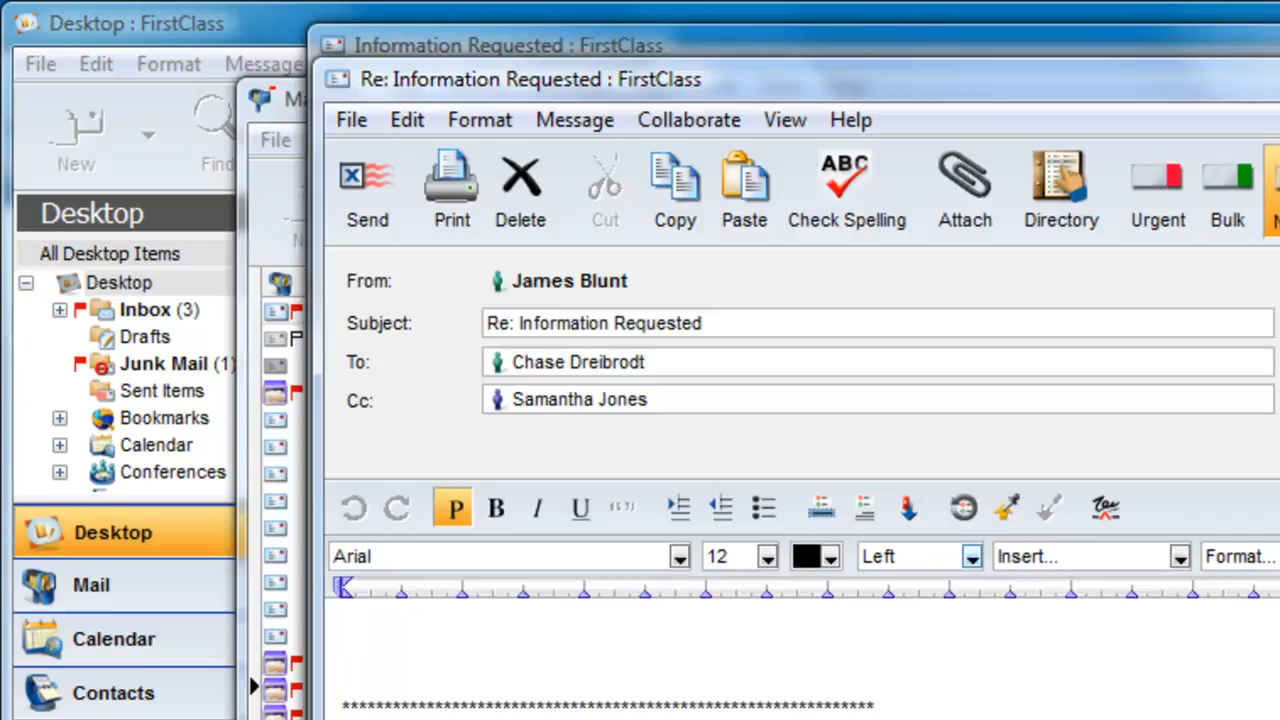 Desktop : FirstClass
File Edit Format Message
New Find
Desktop
All Desktop Items
Desktop
Inbox (3)
Drafts
Junk Mail (1)
Sent Items
Bookmarks
Calendar
Conferences
Desktop
Mail
Calendar
Contacts
File
Information Requested : FirstClass
Re: Information Requested : FirstClass
File Edit Format Message Collaborate View Help
Send Print Delete Cut Copy Paste Check Spelling Attach Directory Urgent Bulk
ABC
From: James Blunt
Subject: Re: Information Requested
To: Chase Dreibrodt
Cc: Samantha Jones
P B I U
Arial 12 Left Insert... Format...
**************************************************************